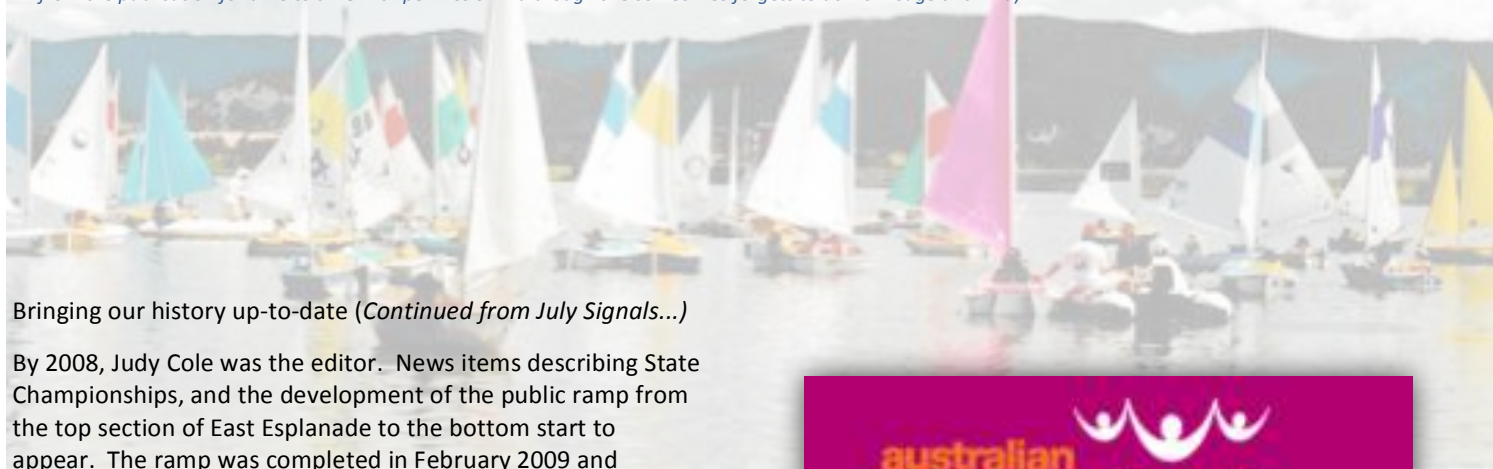 Bringing our history up-to-date (Continued from July Signals...)
By 2008, Judy Cole was the editor. News items describing State
Championships, and the development of the public ramp from
the top section of East Esplanade to the bottom start to
appear. The ramp was completed in February 2009 and
australian